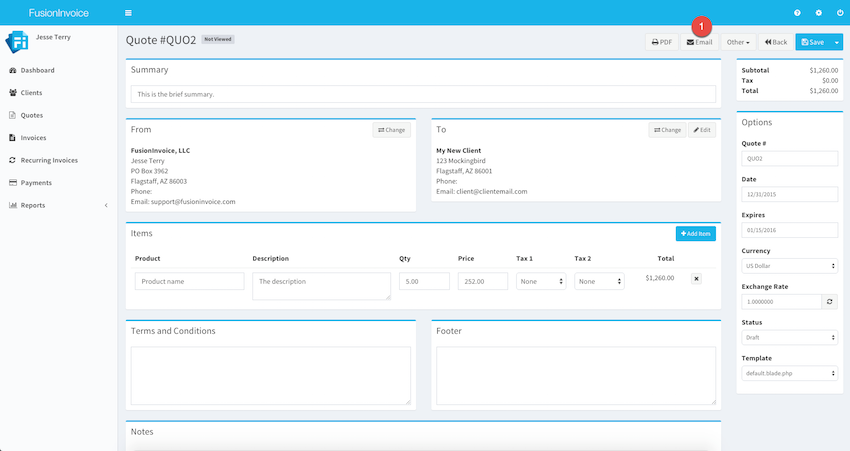 FusionInvoice
1
Jesse Terry
Quote #QUO2 Not Viewed
PDF Email Other Back Save
Dashboard
Clients
Quotes
Invoices
Recurring Invoices
Payments
Reports
Summary
This is the brief summary.
From Change
FusionInvoice, LLC
Jesse Terry
PO Box 3962
Flagstaff, AZ 86003
Phone:
Email: support@fusioninvoice.com
To Change Edit
My New Client
123 Mockingbird
Flagstaff, AZ 86001
Phone:
Email: client@clientemail.com
Items Add Item
Product Description Qty Price Tax 1 Tax 2 Total
Product name The description 5.00 252.00 None None $1,260.00
Terms and Conditions
Footer
Notes
Subtotal $1,260.00
Tax $0.00
Total $1,260.00
Options
Quote #
QUO2
Date
12/31/2015
Expires
01/15/2016
Currency
US Dollar
Exchange Rate
1.0000000
Status
Draft
Template
default.blade.php